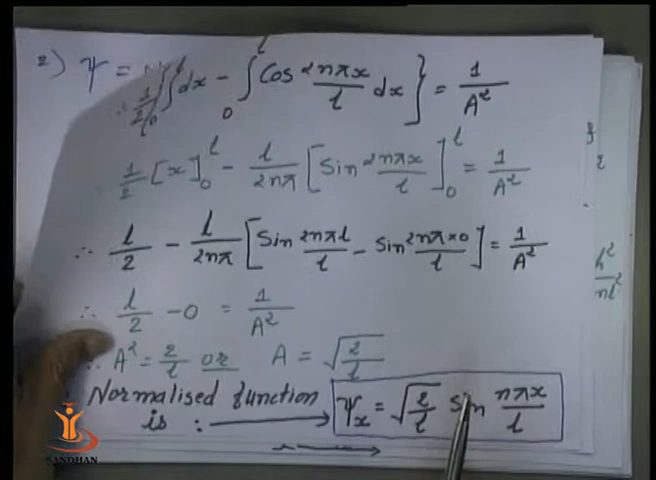 2) ψ =
∴ 1/2 { ∫₀ˡ dx - ∫₀ˡ Cos 2nπx/l dx } = 1/A²
∴ 1/2 [x]₀ˡ - l/2nπ [Sin 2nπx/l]₀ˡ = 1/A²
∴ l/2 - l/2nπ [Sin 2nπl/l - Sin 2nπ×0/l] = 1/A²
∴ l/2 - 0 = 1/A²
∴ A² = 2/l or A = √2/l
Normalised function
is : → ψx = √2/l Sin nπx/l
SANDHAN